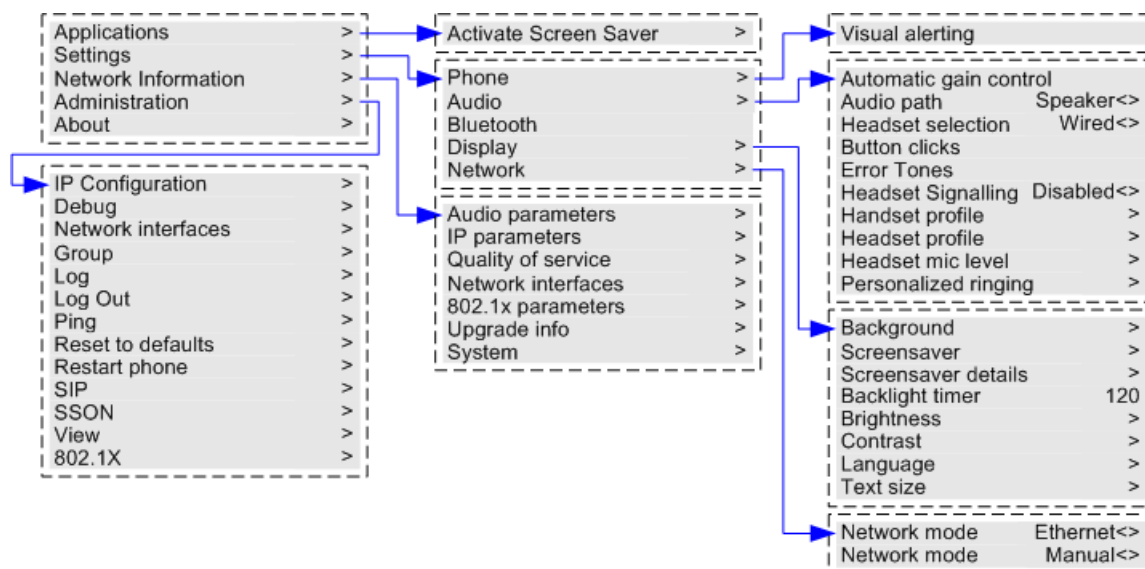 Applications >
Settings >
Network Information >
Administration >
About >
IP Configuration >
Debug >
Network interfaces >
Group >
Log >
Log Out >
Ping >
Reset to defaults >
Restart phone >
SIP >
SSON >
View >
802.1X >
Activate Screen Saver >
Phone >
Audio >
Bluetooth
Display >
Network >
Audio parameters >
IP parameters >
Quality of service >
Network interfaces >
802.1x parameters >
Upgrade info >
System >
Visual alerting
Automatic gain control
Audio path Speaker<>
Headset selection Wired<>
Button clicks
Error Tones
Headset Signalling Disabled<>
Handset profile >
Headset profile >
Headset mic level >
Personalized ringing >
Background >
Screensaver >
Screensaver details >
Backlight timer 120
Brightness >
Contrast >
Language >
Text size >
Network mode Ethernet<>
Network mode Manual<>